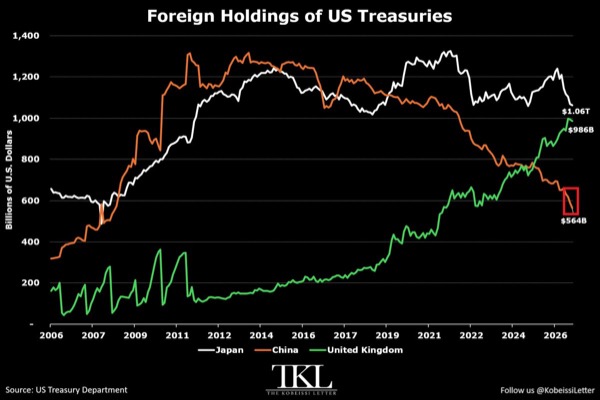 Foreign Holdings of US Treasuries
Billions of U.S. Dollars
1,400
1,200
1,000
800
600
400
200
-
$1.06T
$986B
$564B
2006 2007 2009 2011 2013 2014 2016 2017 2019 2021 2022 2024 2026
Japan China United Kingdom
Source: US Treasury Department
TKL
THE KOBEISSI LETTER
Follow us @KobeissiLetter